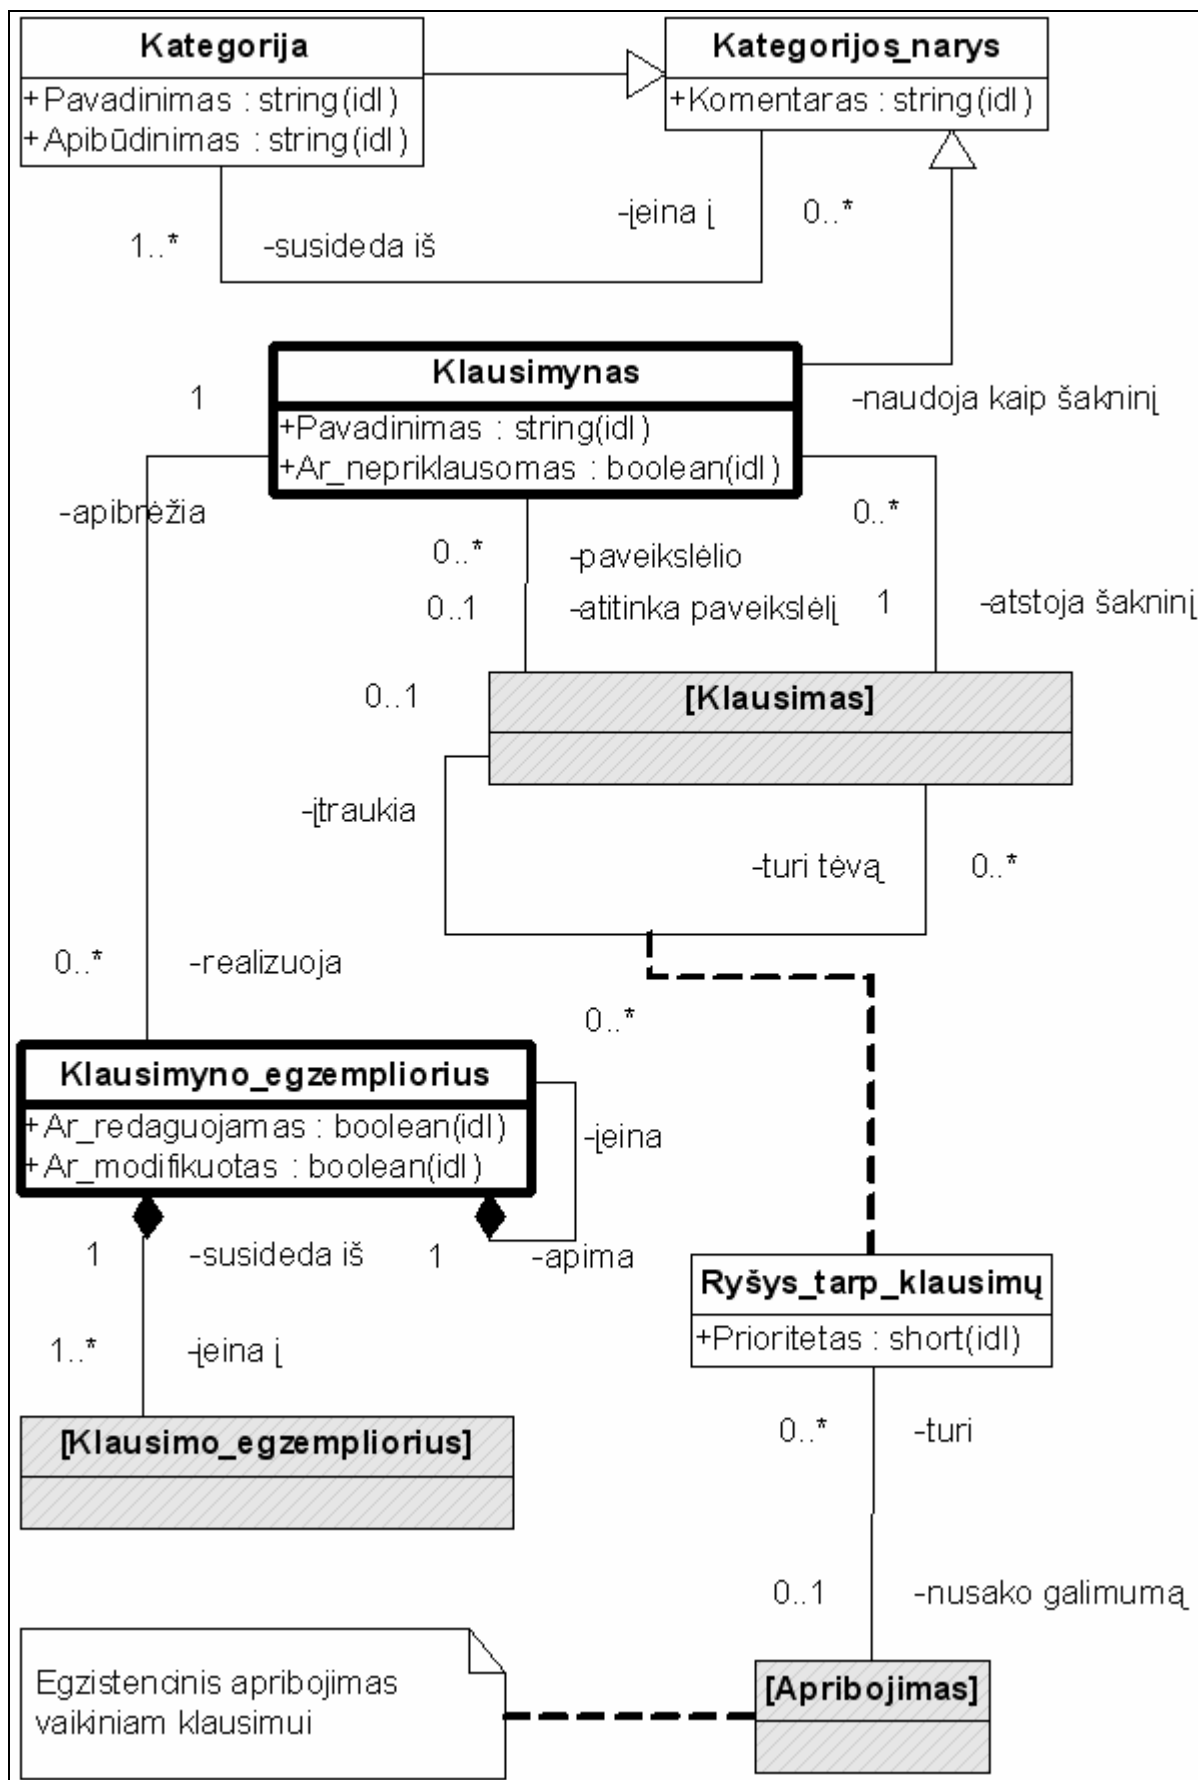 Kategorija
+Pavadinimas : string(idl)
+Apibūdinimas : string(idl)
Kategorijos_narys
+Komentaras : string(idl)
1..*
-susideda iš
-įeina į
0..*
Klausimynas
+Pavadinimas : string(idl)
+Ar_nepriklausomas : boolean(idl)
1
-naudoja kaip šakninį
-apibrėžia
0..*
0..*
-paveikslėlio
0..1
-atitinka paveikslėlį
1
-atstoja šakninį
0..1
[Klausimas]
-įtraukia
-turi tėvą
0..*
0..*
-realizuoja
0..*
Klausimyno_egzempliorius
+Ar_redaguojamas : boolean(idl)
+Ar_modifikuotas : boolean(idl)
-įeina
1
-susideda iš
1
-apima
Ryšys_tarp_klausimų
+Prioritetas : short(idl)
1..*
-įeina į
[Klausimo_egzempliorius]
0..*
-turi
0..1
-nusako galimumą
Egzistencinis apribojimas
vaikiniam klausimui
[Apribojimas]